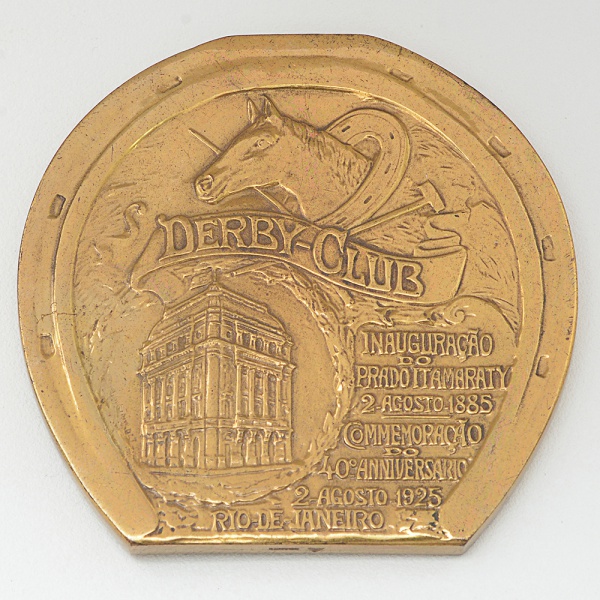 DERBY-CLUB
INAUGURAÇÃO
DO
PRADO ITAMARATY
2-AGOSTO-1885
COMMEMORAÇÃO
DO
40º ANNIVERSARIO
2-AGOSTO 1925
RIO-DE-JANEIRO